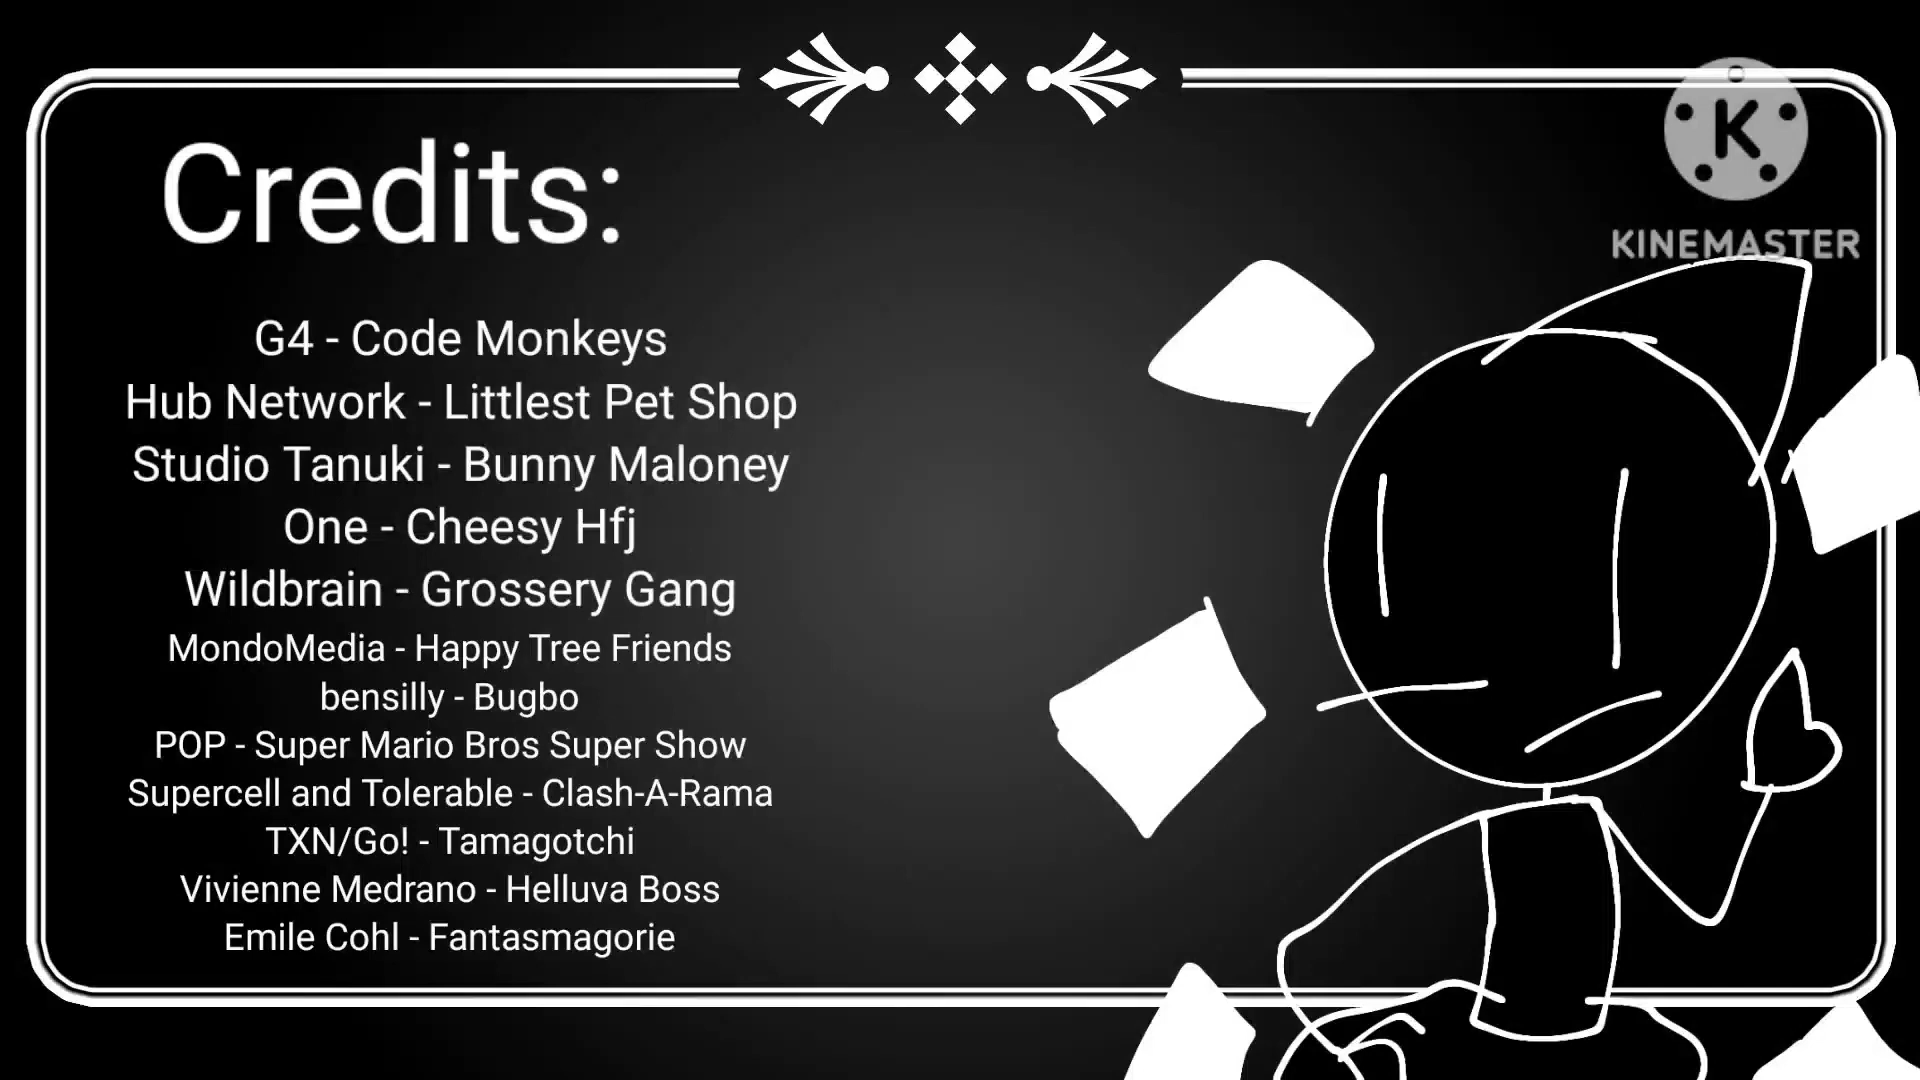 Credits:
K
KINEMASTER
G4 - Code Monkeys
Hub Network - Littlest Pet Shop
Studio Tanuki - Bunny Maloney
One - Cheesy Hfj
Wildbrain - Grossery Gang
MondoMedia - Happy Tree Friends
bensilly - Bugbo
POP - Super Mario Bros Super Show
Supercell and Tolerable - Clash-A-Rama
TXN/Go! - Tamagotchi
Vivienne Medrano - Helluva Boss
Emile Cohl - Fantasmagorie